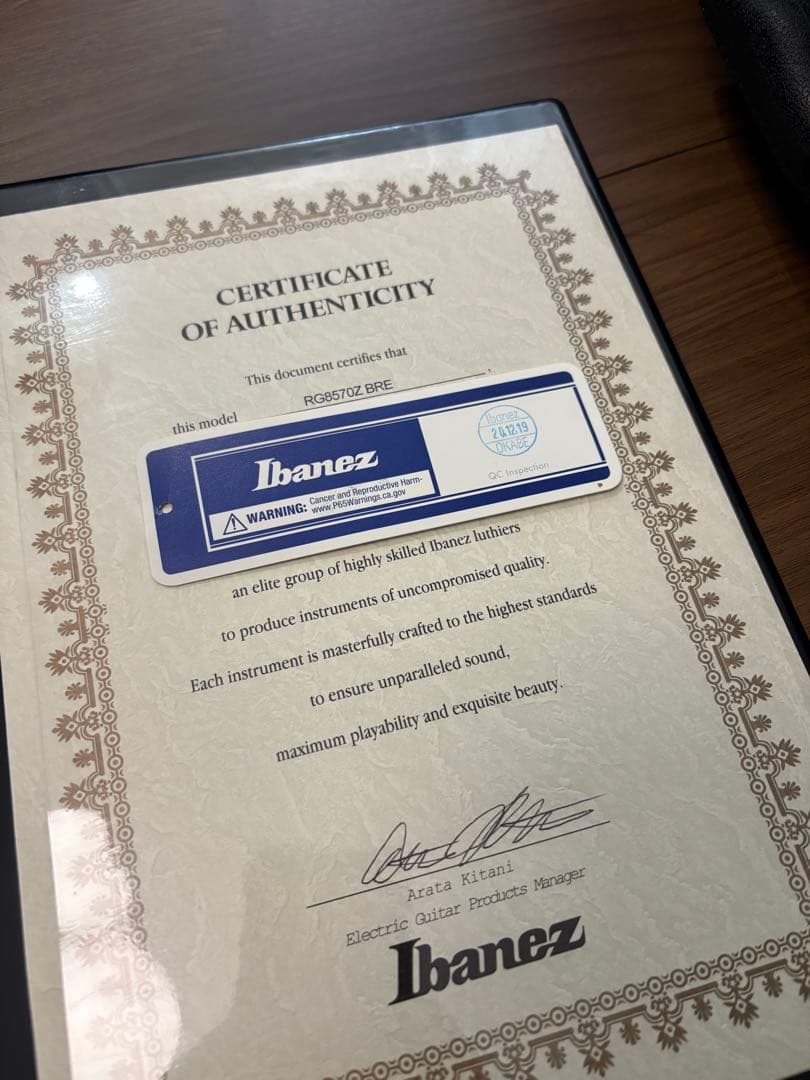 CERTIFICATE
OF AUTHENTICITY
This document certifies that
this model RG8570Z BRE
Ibanez
WARNING: Cancer and Reproductive Harm-
www.P65Warnings.ca.gov
Ibanez
20.12.19
OKABE
QC Inspection
an elite group of highly skilled Ibanez luthiers
to produce instruments of uncompromised quality.
Each instrument is masterfully crafted to the highest standards
to ensure unparalleled sound,
maximum playability and exquisite beauty.
Arata Kitani
Electric Guitar Products Manager
Ibanez